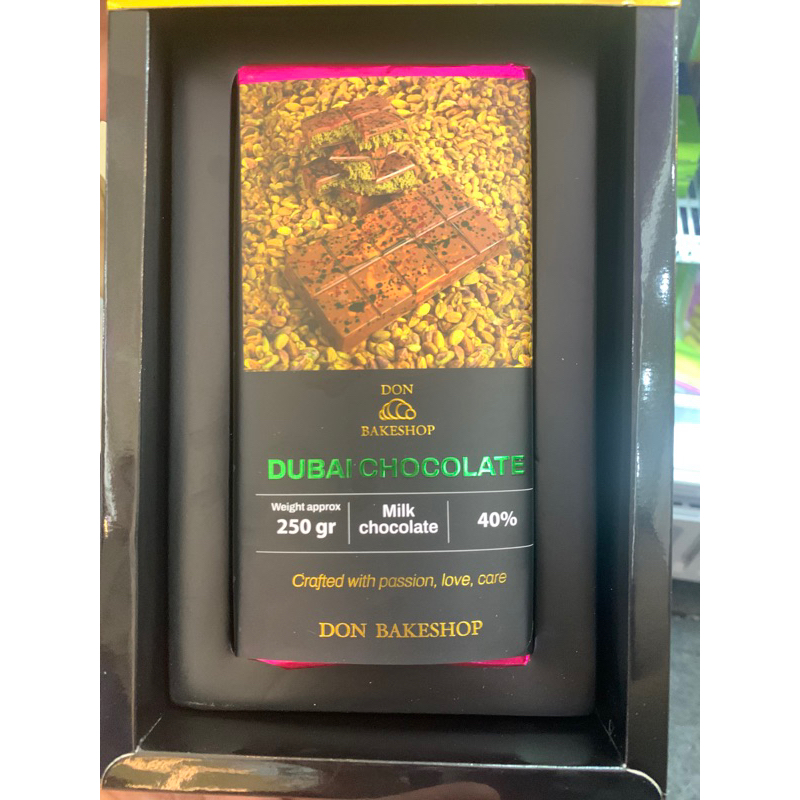 DON
BAKESHOP
DUBAI CHOCOLATE
Weight approx
250 gr
Milk
chocolate
40%
Crafted with passion, love, care
DON BAKESHOP